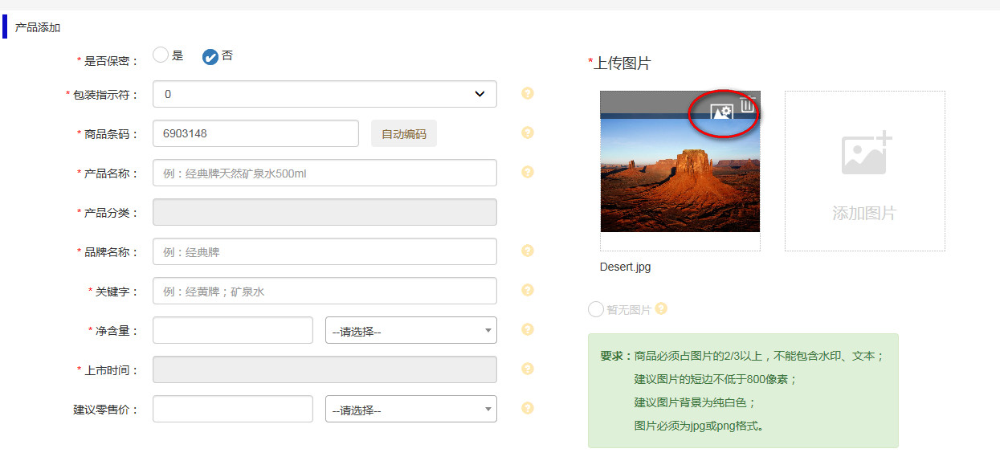 产品添加
*是否保密： 是 否
*包装指示符： 0
*商品条码： 6903148 自动编码
*产品名称： 例：经典牌天然矿泉水500ml
*产品分类：
*品牌名称： 例：经典牌
*关键字： 例：经黄牌；矿泉水
*净含量： --请选择--
*上市时间：
建议零售价： --请选择--
*上传图片
添加图片
Desert.jpg
暂无图片
要求：商品必须占图片的2/3以上，不能包含水印、文本；
建议图片的短边不低于800像素；
建议图片背景为纯白色；
图片必须为jpg或png格式。